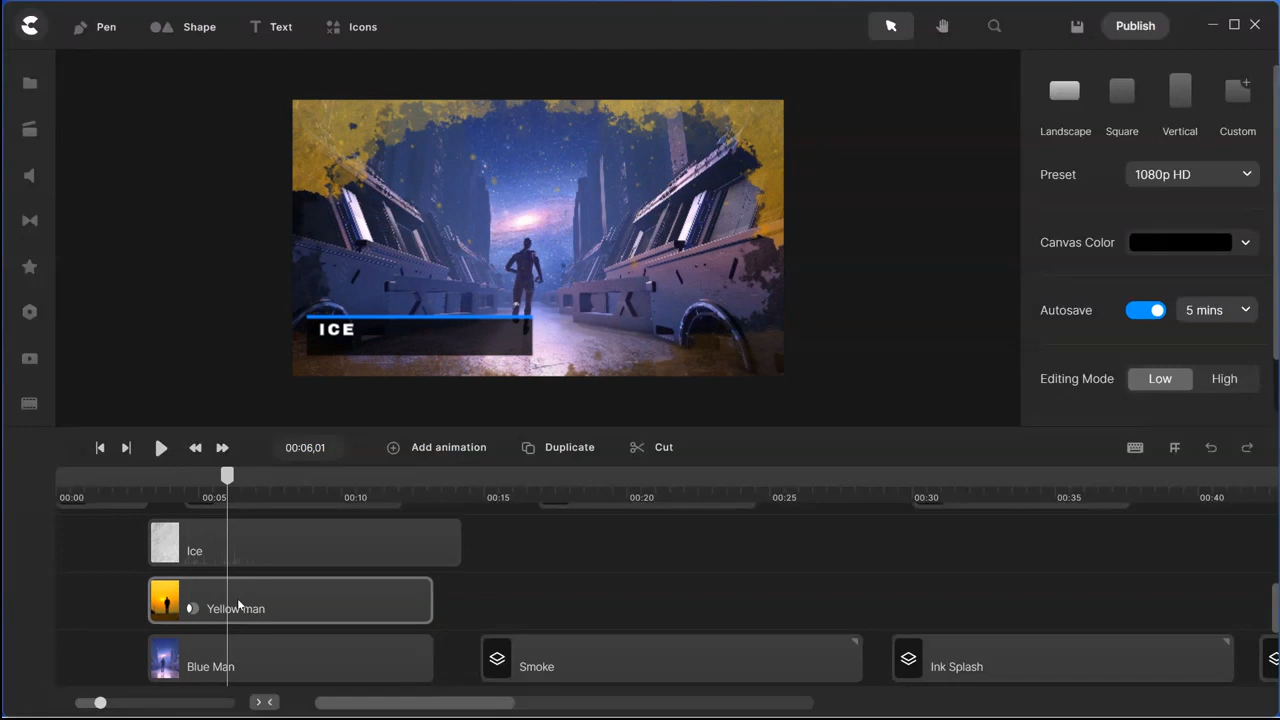 Pen Shape Text Icons Publish
ICE
Landscape Square Vertical Custom
Preset 1080p HD
Canvas Color
Autosave 5 mins
Editing Mode Low High
00:06,01 Add animation Duplicate Cut
00:00 00:05 00:10 00:15 00:20 00:25 00:30 00:35 00:40
Ice
Yellow man
Blue Man Smoke Ink Splash